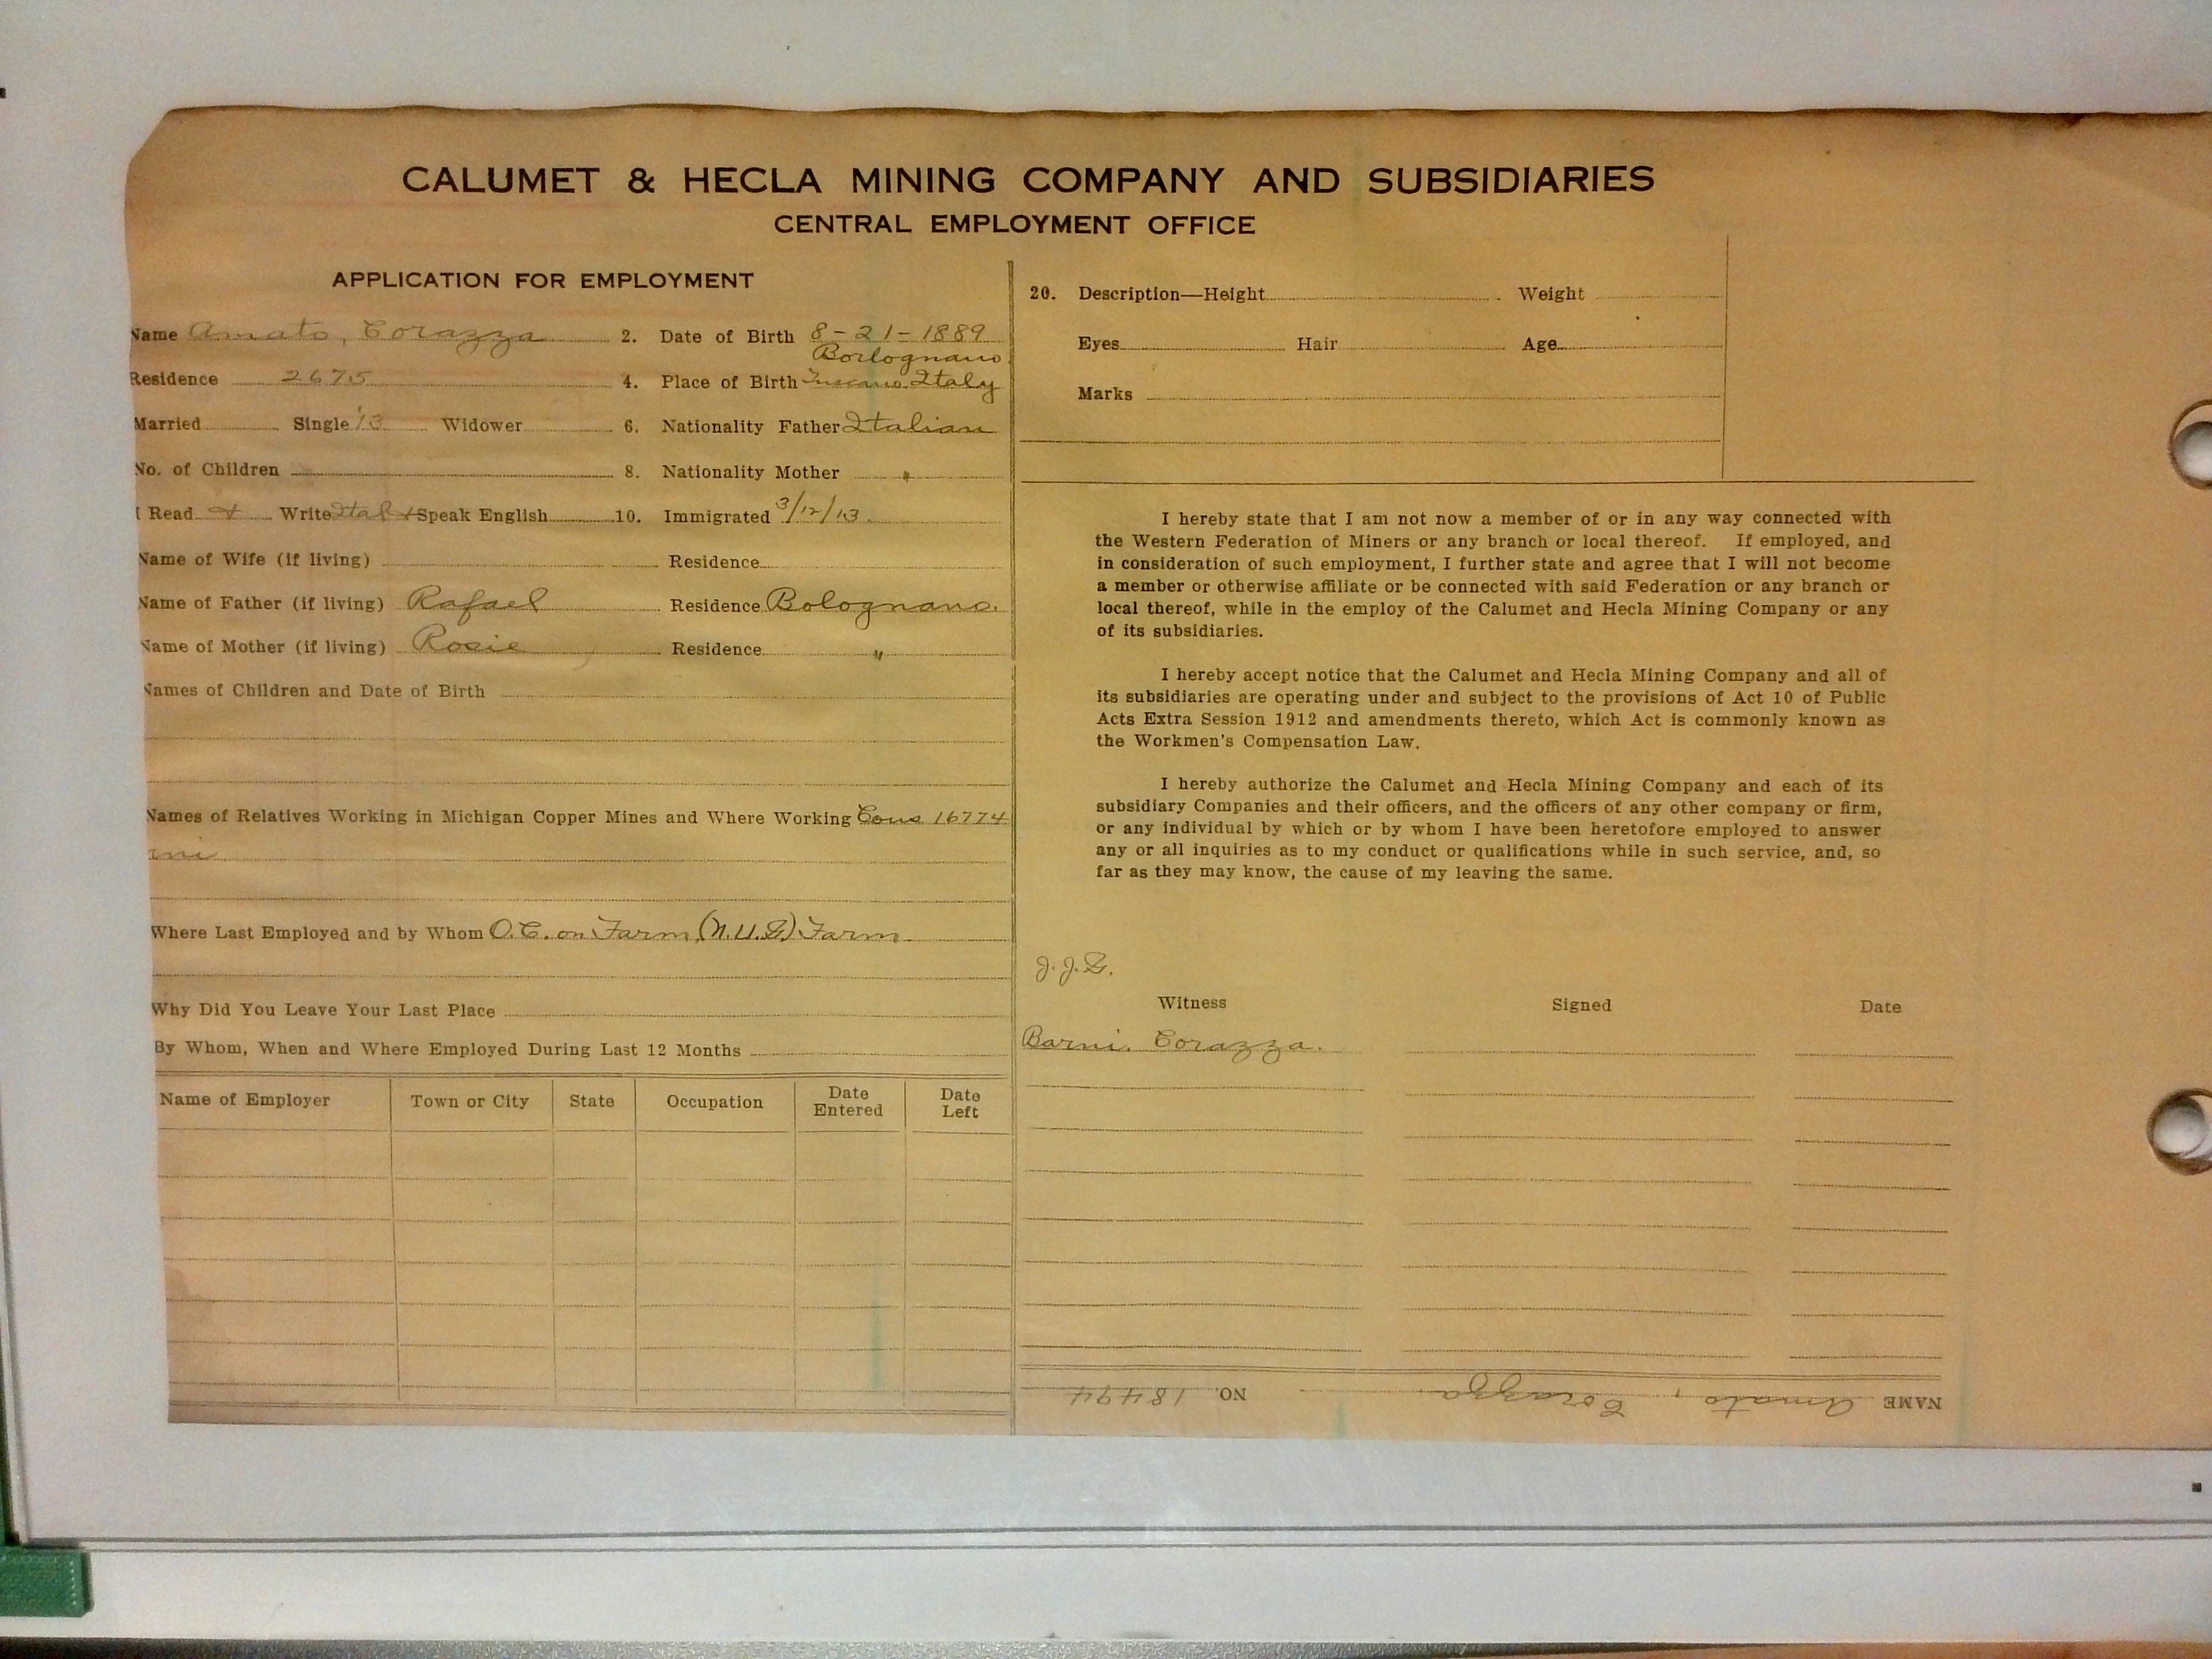 CALUMET & HECLA MINING COMPANY AND SUBSIDIARIES
CENTRAL EMPLOYMENT OFFICE
APPLICATION FOR EMPLOYMENT
Name Amato, Corazza 2. Date of Birth 8-21-1889
Residence 2675 4. Place of Birth Borlognano Italy
Married Single '13 Widower 6. Nationality Father Italian
No. of Children 8. Nationality Mother "
I Read & Write Ital + Speak English 10. Immigrated 3/12/13
Name of Wife (if living) Residence
Name of Father (if living) Rafael Residence Bolognano.
Name of Mother (if living) Rosie Residence "
Names of Children and Date of Birth
Names of Relatives Working in Michigan Copper Mines and Where Working Cous 16774
Where Last Employed and by Whom O.C. on Farm (N.U.G.) Farm
Why Did You Leave Your Last Place
By Whom, When and Where Employed During Last 12 Months
Name of Employer Town or City State Occupation Date Entered Date Left
20. Description—Height Weight
Eyes Hair Age
Marks
I hereby state that I am not now a member of or in any way connected with
the Western Federation of Miners or any branch or local thereof. If employed, and
in consideration of such employment, I further state and agree that I will not become
a member or otherwise affiliate or be connected with said Federation or any branch or
local thereof, while in the employ of the Calumet and Hecla Mining Company or any
of its subsidiaries.
I hereby accept notice that the Calumet and Hecla Mining Company and all of
its subsidiaries are operating under and subject to the provisions of Act 10 of Public
Acts Extra Session 1912 and amendments thereto, which Act is commonly known as
the Workmen's Compensation Law.
I hereby authorize the Calumet and Hecla Mining Company and each of its
subsidiary Companies and their officers, and the officers of any other company or firm,
or any individual by which or by whom I have been heretofore employed to answer
any or all inquiries as to my conduct or qualifications while in such service, and, so
far as they may know, the cause of my leaving the same.
J.J.G.
Witness Signed Date
Barni. Corazza.
NAME Amato, Corazza NO. 18494